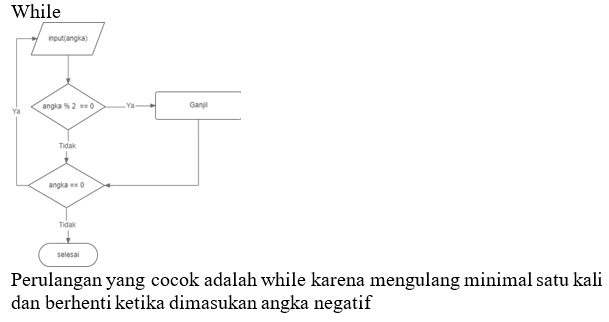 While
input(angka)
angka % 2 == 0
Ya
Ganjil
Ya
Tidak
angka == 0
Tidak
selesai
Perulangan yang cocok adalah while karena mengulang minimal satu kali
dan berhenti ketika dimasukan angka negatif